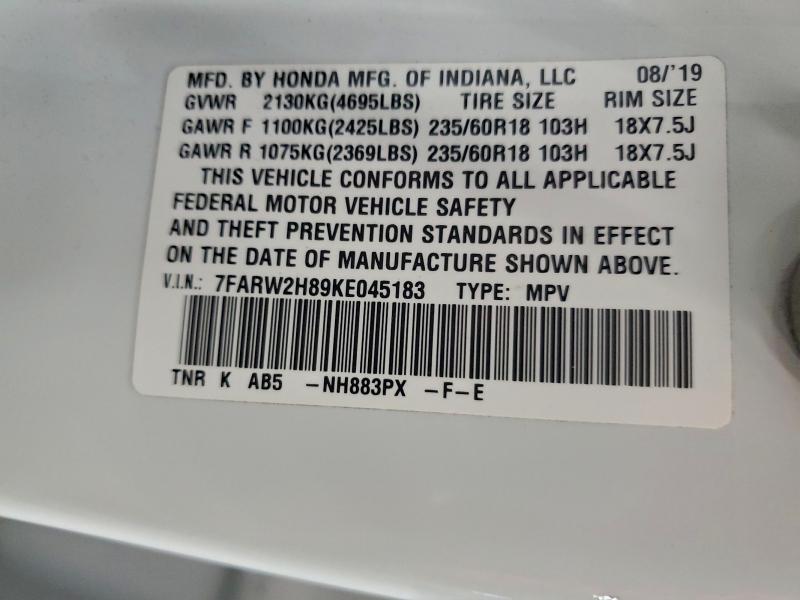 MFD. BY HONDA MFG. OF INDIANA, LLC 08/'19
GVWR 2130KG(4695LBS) TIRE SIZE RIM SIZE
GAWR F 1100KG(2425LBS) 235/60R18 103H 18X7.5J
GAWR R 1075KG(2369LBS) 235/60R18 103H 18X7.5J
THIS VEHICLE CONFORMS TO ALL APPLICABLE
FEDERAL MOTOR VEHICLE SAFETY
AND THEFT PREVENTION STANDARDS IN EFFECT
ON THE DATE OF MANUFACTURE SHOWN ABOVE.
V.I.N.: 7FARW2H89KE045183 TYPE: MPV
TNR K AB5 -NH883PX -F-E